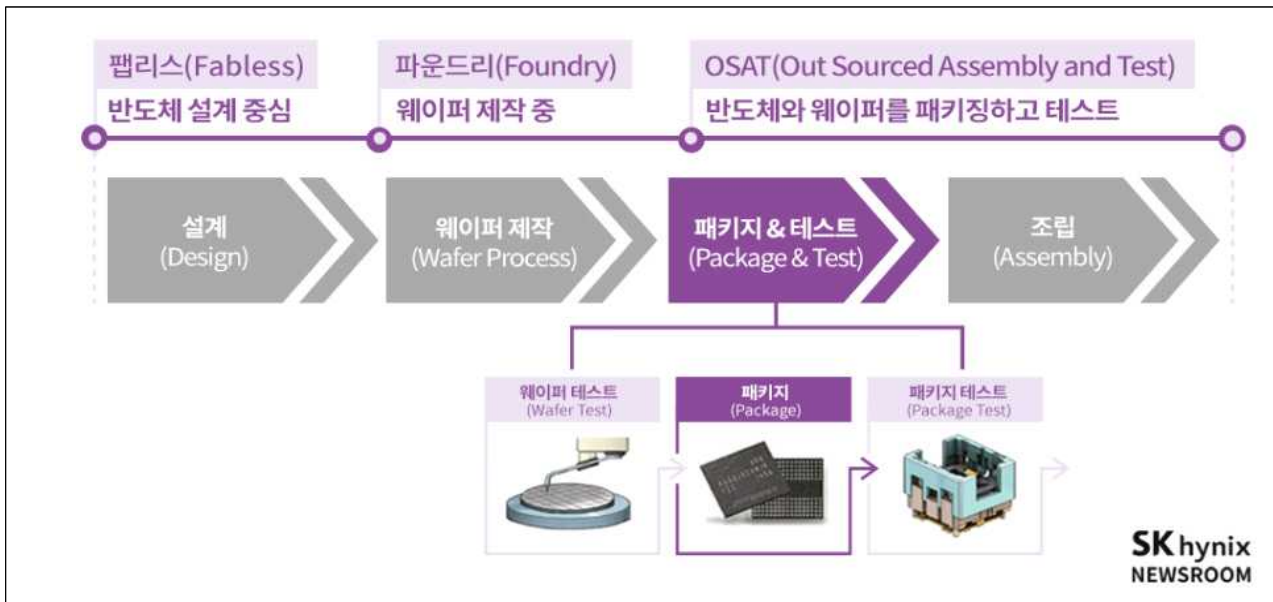 팹리스(Fabless)
반도체 설계 중심
파운드리(Foundry)
웨이퍼 제작 중
OSAT(Out Sourced Assembly and Test)
반도체와 웨이퍼를 패키징하고 테스트
설계
(Design)
웨이퍼 제작
(Wafer Process)
패키지 & 테스트
(Package & Test)
조립
(Assembly)
웨이퍼 테스트
(Wafer Test)
패키지
(Package)
패키지 테스트
(Package Test)
SK hynix
NEWSROOM